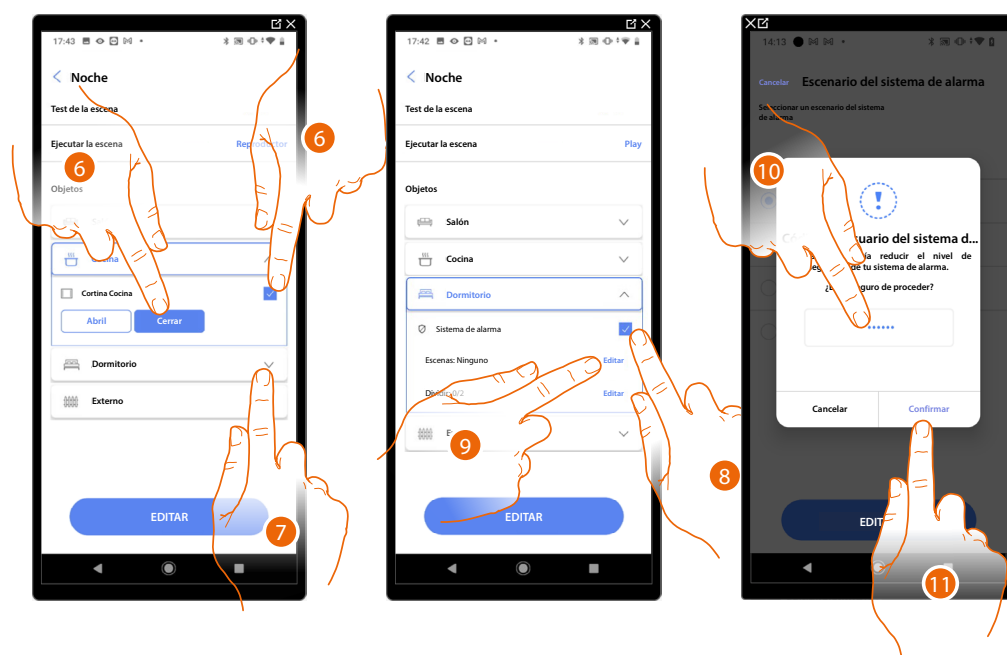 17:43
Noche
Test de la escena
Ejecutar la escena
Reproductor
6
6
Objetos
Cocina
Cortina Cocina
Abril
Cerrar
Dormitorio
Externo
EDITAR
7
17:42
Noche
Test de la escena
Ejecutar la escena
Play
Objetos
Salón
Cocina
Dormitorio
Sistema de alarma
Escenas: Ninguno
Editar
0/2
Editar
9
8
EDITAR
14:13
Cancelar
Escenario del sistema de alarma
Seleccionar un escenario del sistema
de alarma
10
uario del sistema d...
reducir el nivel de
de tu sistema de alarma.
de proceder?
••••••
Cancelar
Confirmar
EDIT
11